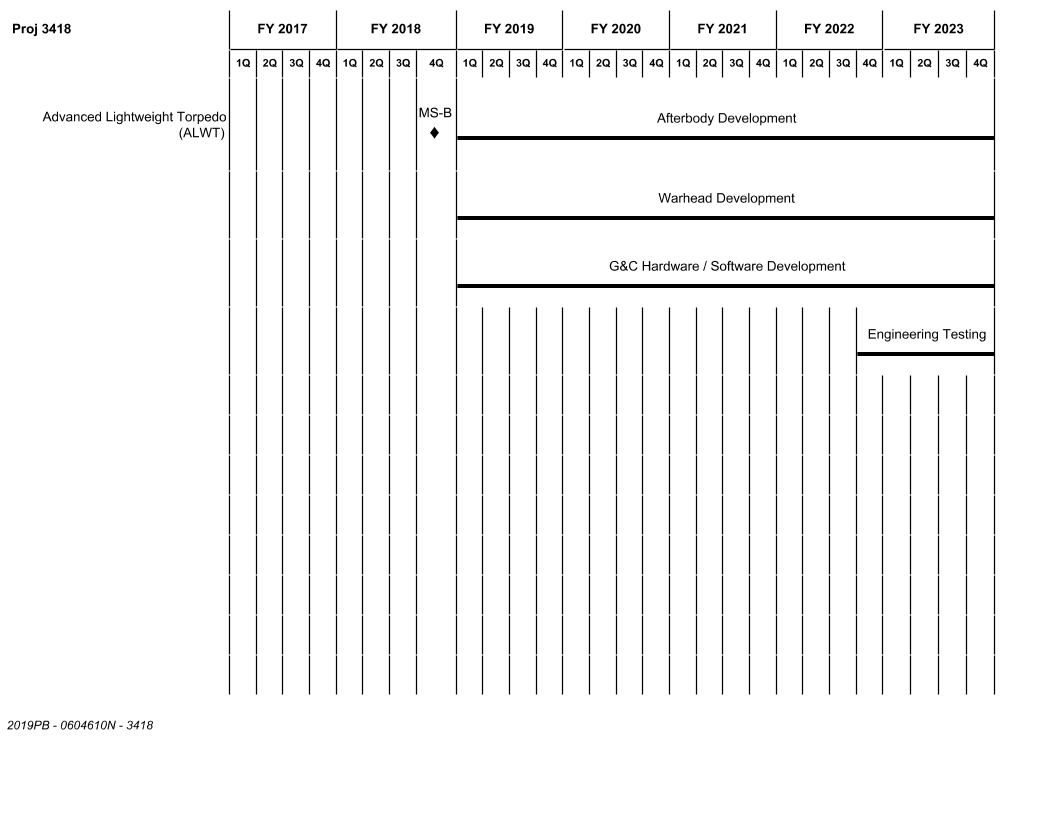 Proj 3418 FY 2017 FY 2018 FY 2019 FY 2020 FY 2021 FY 2022 FY 2023
1Q 2Q 3Q 4Q 1Q 2Q 3Q 4Q 1Q 2Q 3Q 4Q 1Q 2Q 3Q 4Q 1Q 2Q 3Q 4Q 1Q 2Q 3Q 4Q 1Q 2Q 3Q 4Q
Advanced Lightweight Torpedo
(ALWT)
MS-B
Afterbody Development
Warhead Development
G&C Hardware / Software Development
Engineering Testing
2019PB - 0604610N - 3418